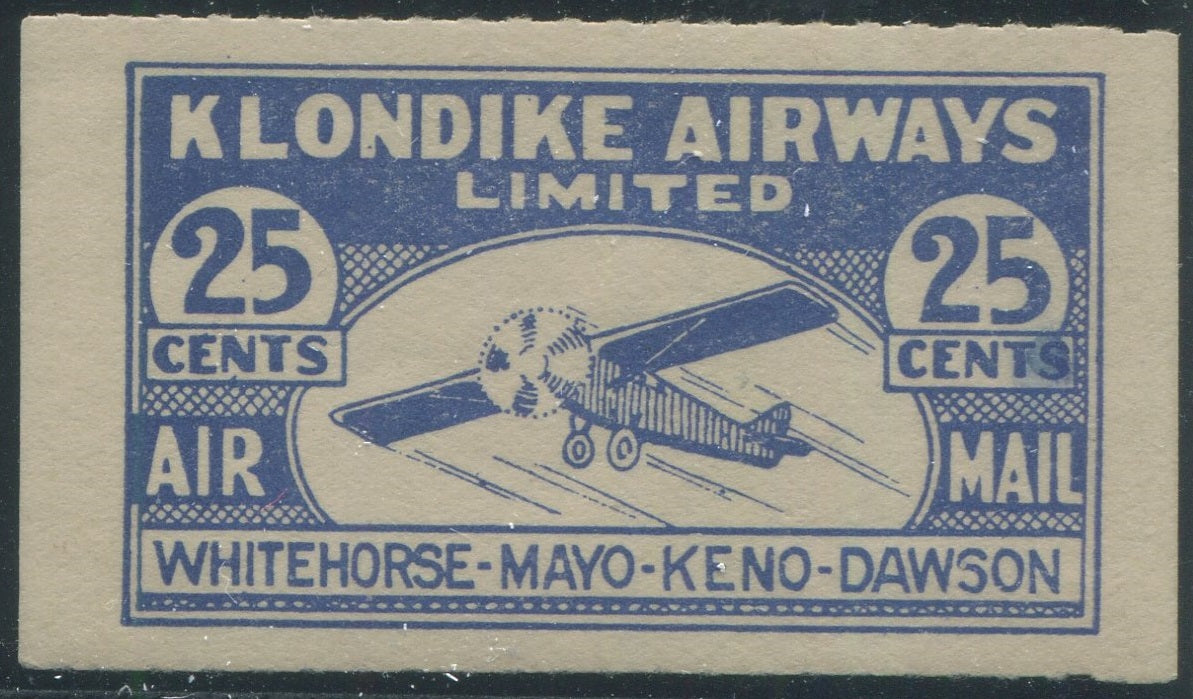 KLONDIKE AIRWAYS
LIMITED
25 25
CENTS CENTS
AIR MAIL
WHITEHORSE-MAYO-KENO-DAWSON